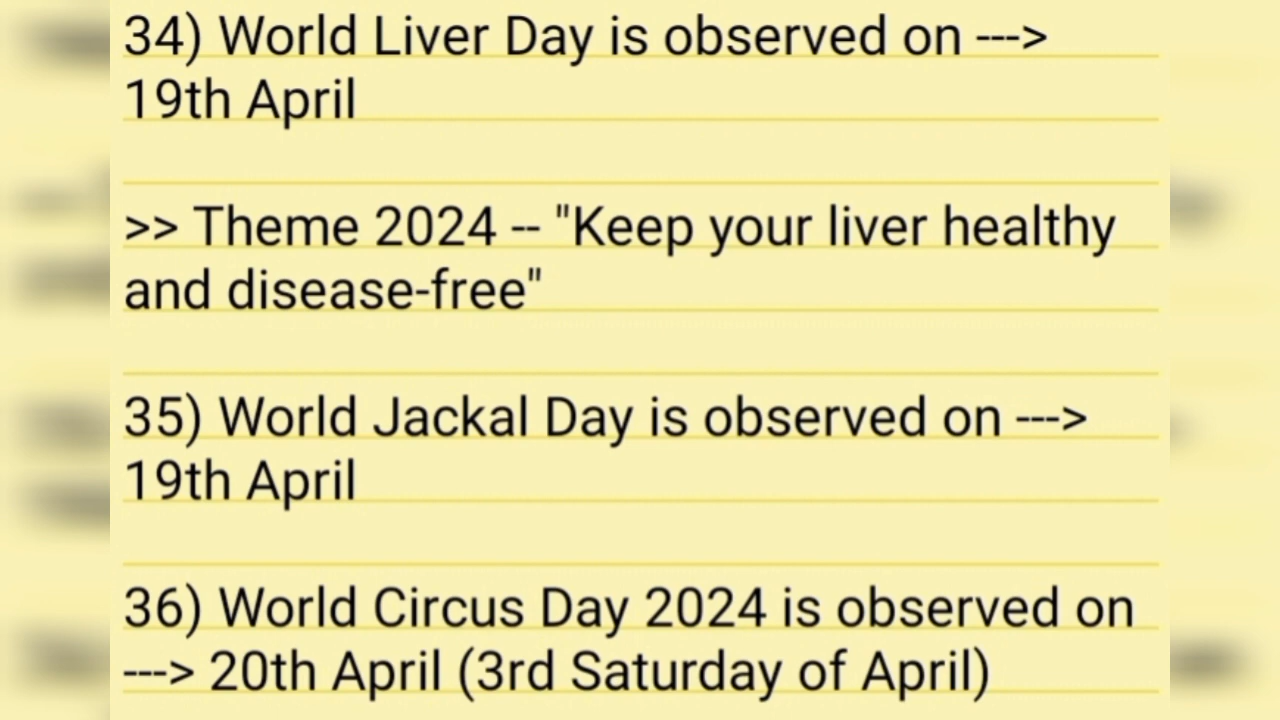 34) World Liver Day is observed on --->
19th April
>> Theme 2024 -- "Keep your liver healthy
and disease-free"
35) World Jackal Day is observed on --->
19th April
36) World Circus Day 2024 is observed on
---> 20th April (3rd Saturday of April)